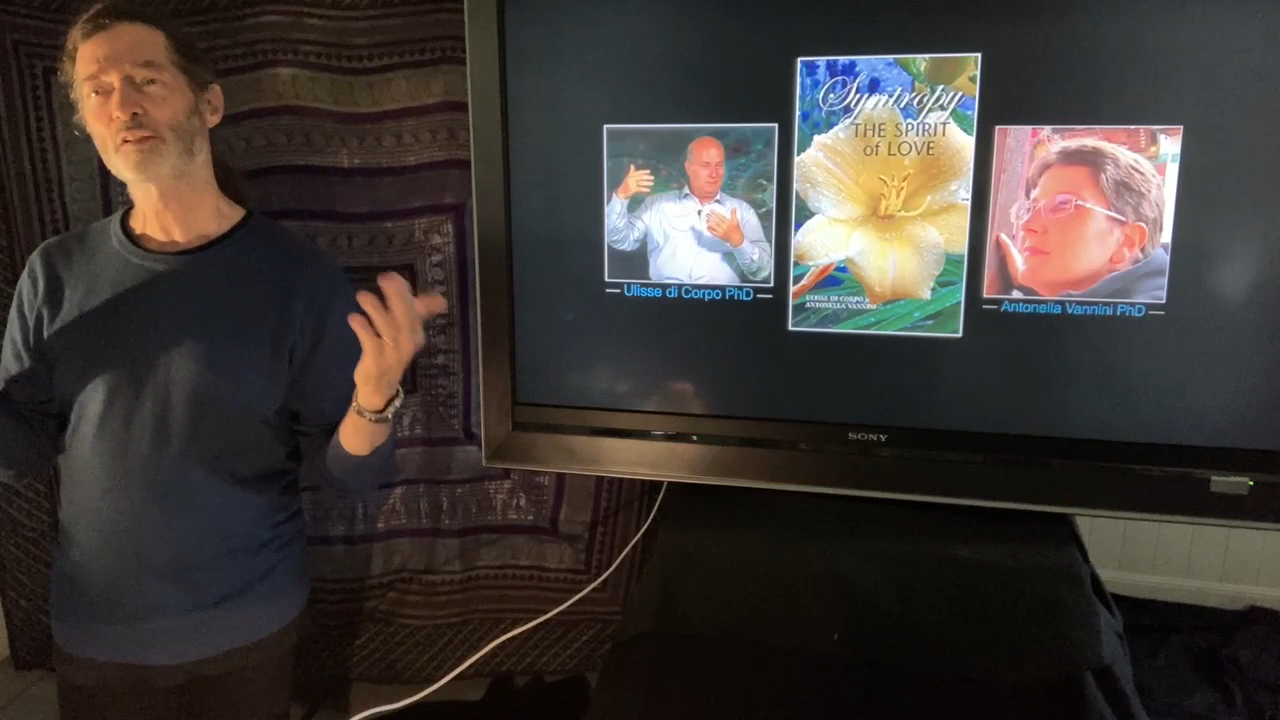 Syntropy
THE SPIRIT
of LOVE
ULISSE DI CORPO &
ANTONELLA VANNINI
Ulisse di Corpo PhD
Antonella Vannini PhD
SONY